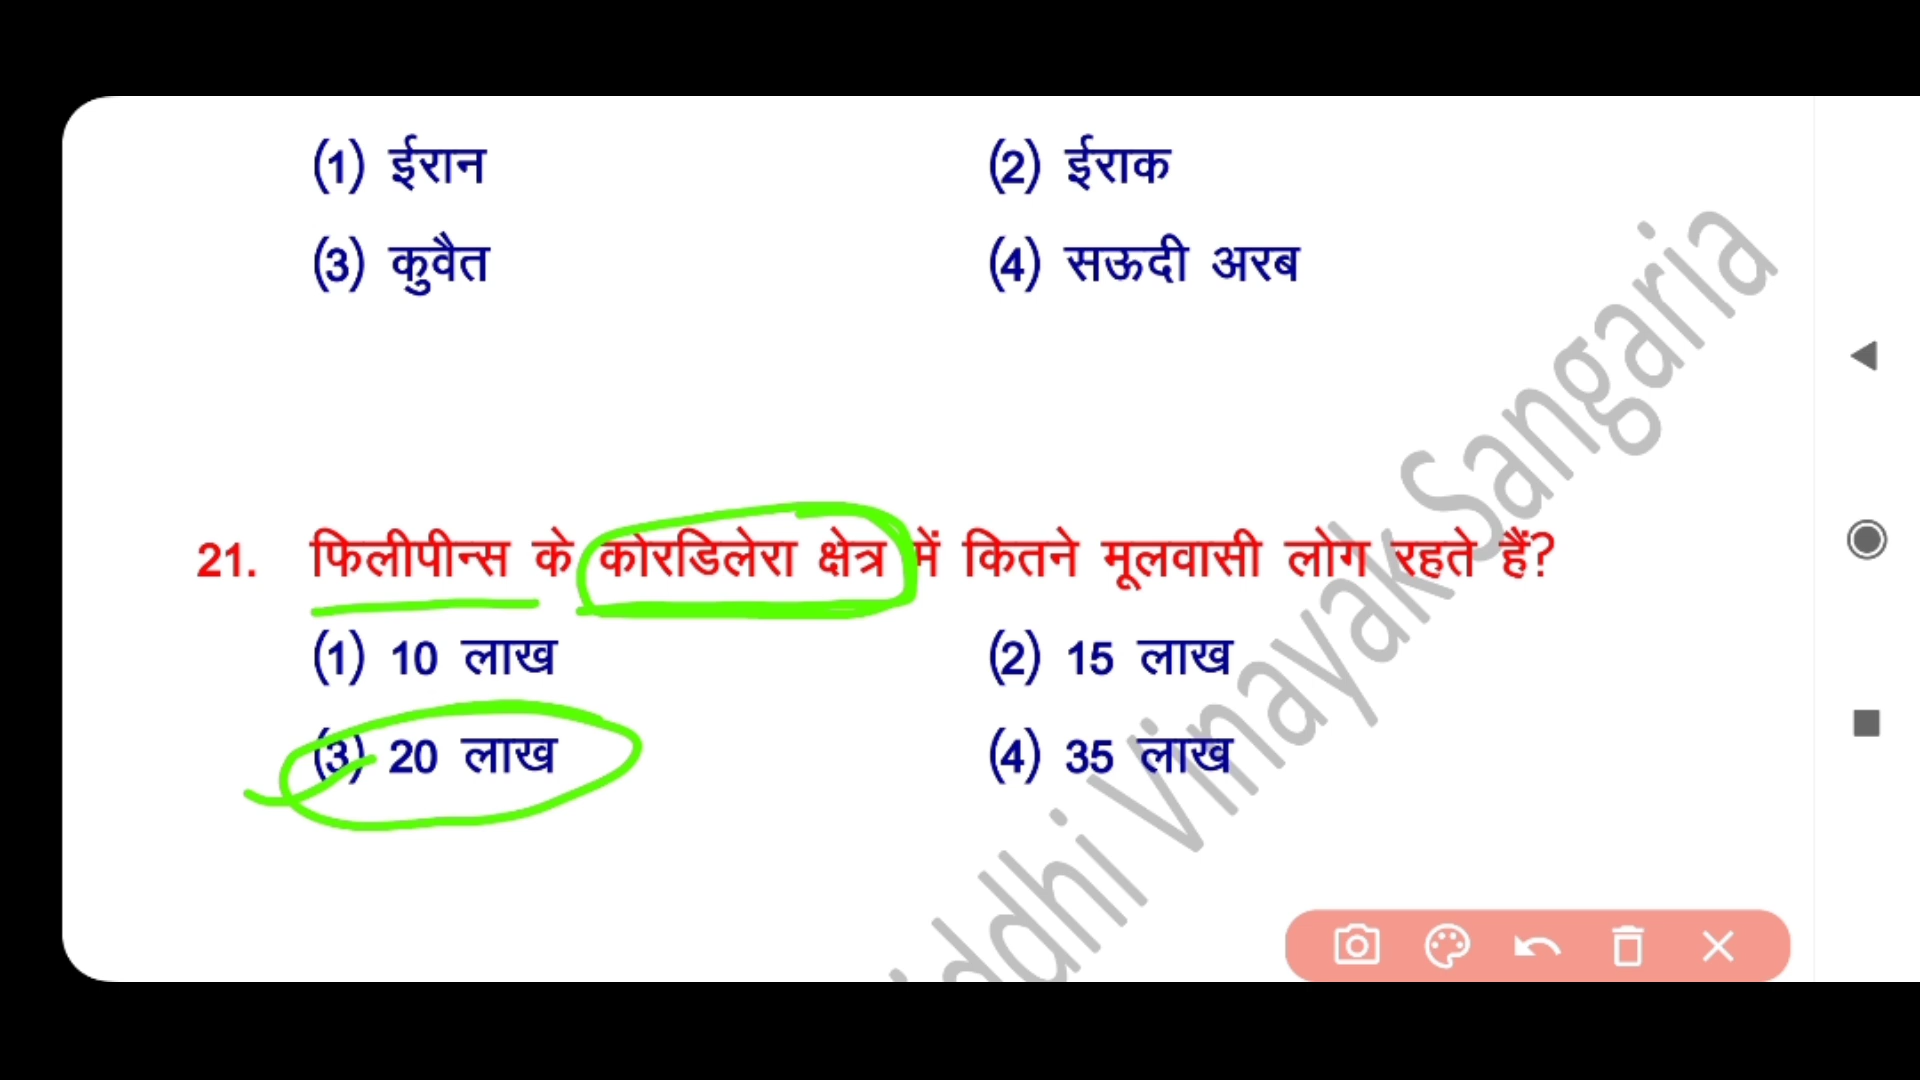 (1) ईरान (2) ईराक
(3) कुवैत (4) सऊदी अरब
21. फिलीपीन्स के कोरडिलेरा क्षेत्र में कितने मूलवासी लोग रहते हैं?
(1) 10 लाख (2) 15 लाख
(3) 20 लाख (4) 35 लाख
iddhi Vinayak Sangaria